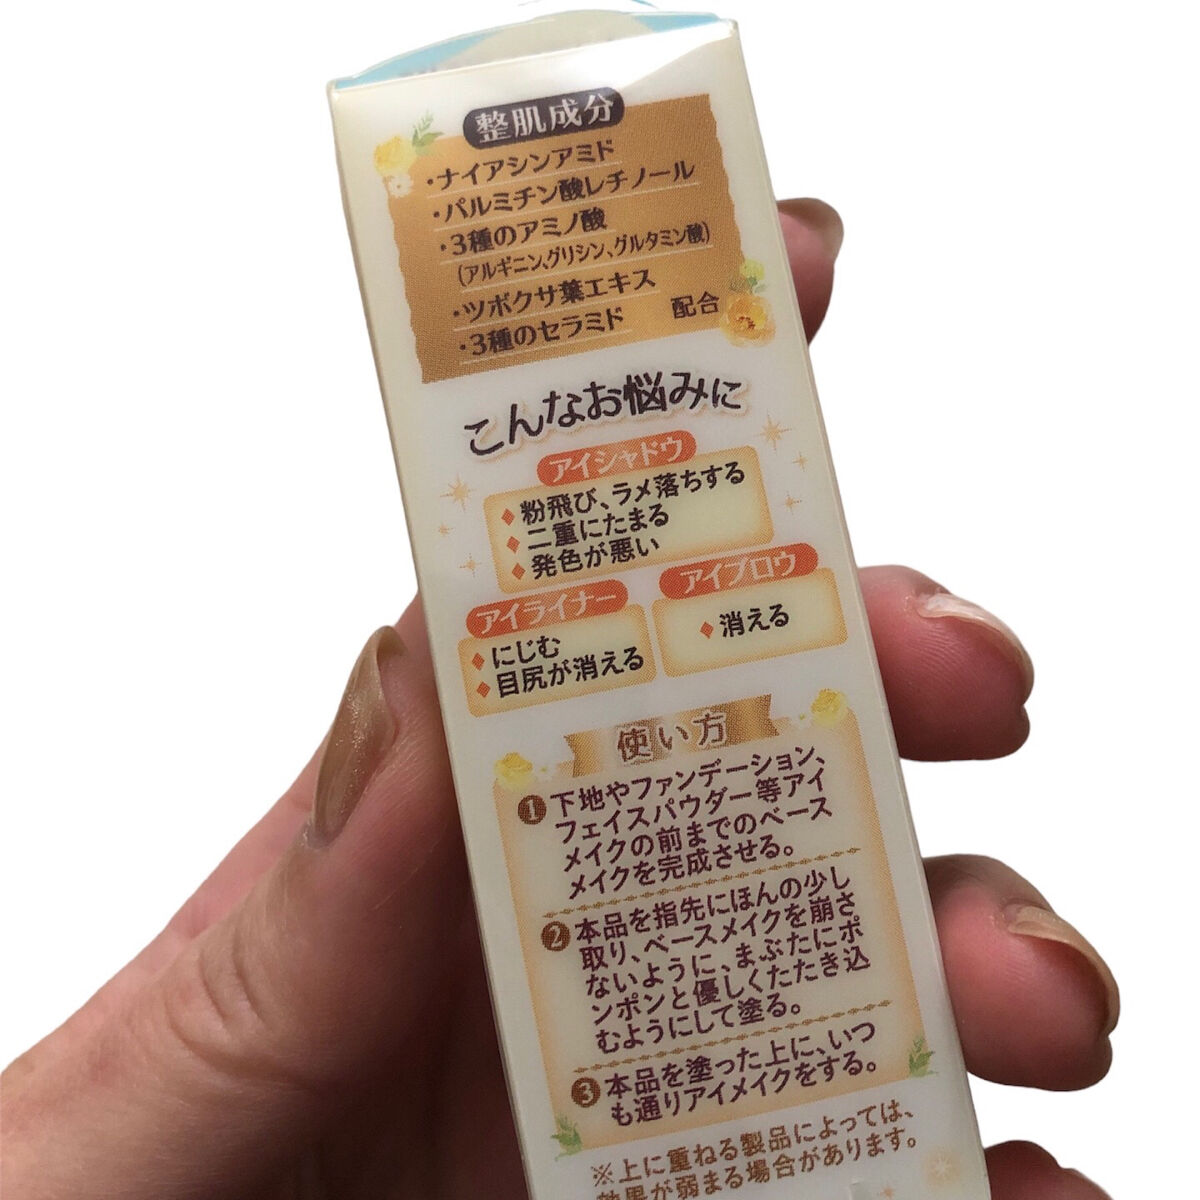 整肌成分
・ナイアシンアミド
・パルミチン酸レチノール
・3種のアミノ酸
(アルギニン、グリシン、グルタミン酸)
・ツボクサ葉エキス
・3種のセラミド 配合
こんなお悩みに
アイシャドウ
◆粉飛び、ラメ落ちする
◆二重にたまる
◆発色が悪い
アイライナー
◆にじむ
◆目尻が消える
アイブロウ
◆消える
使い方
❶下地やファンデーション、
フェイスパウダー等アイ
メイクの前までのベース
メイクを完成させる。
❷本品を指先にほんの少し
取り、ベースメイクを崩さ
ないように、まぶたにポ
ンポンと優しくたたき込
むようにして塗る。
❸本品を塗った上に、いつ
も通りアイメイクをする。
※上に重ねる製品によっては、
効果が弱まる場合があります。